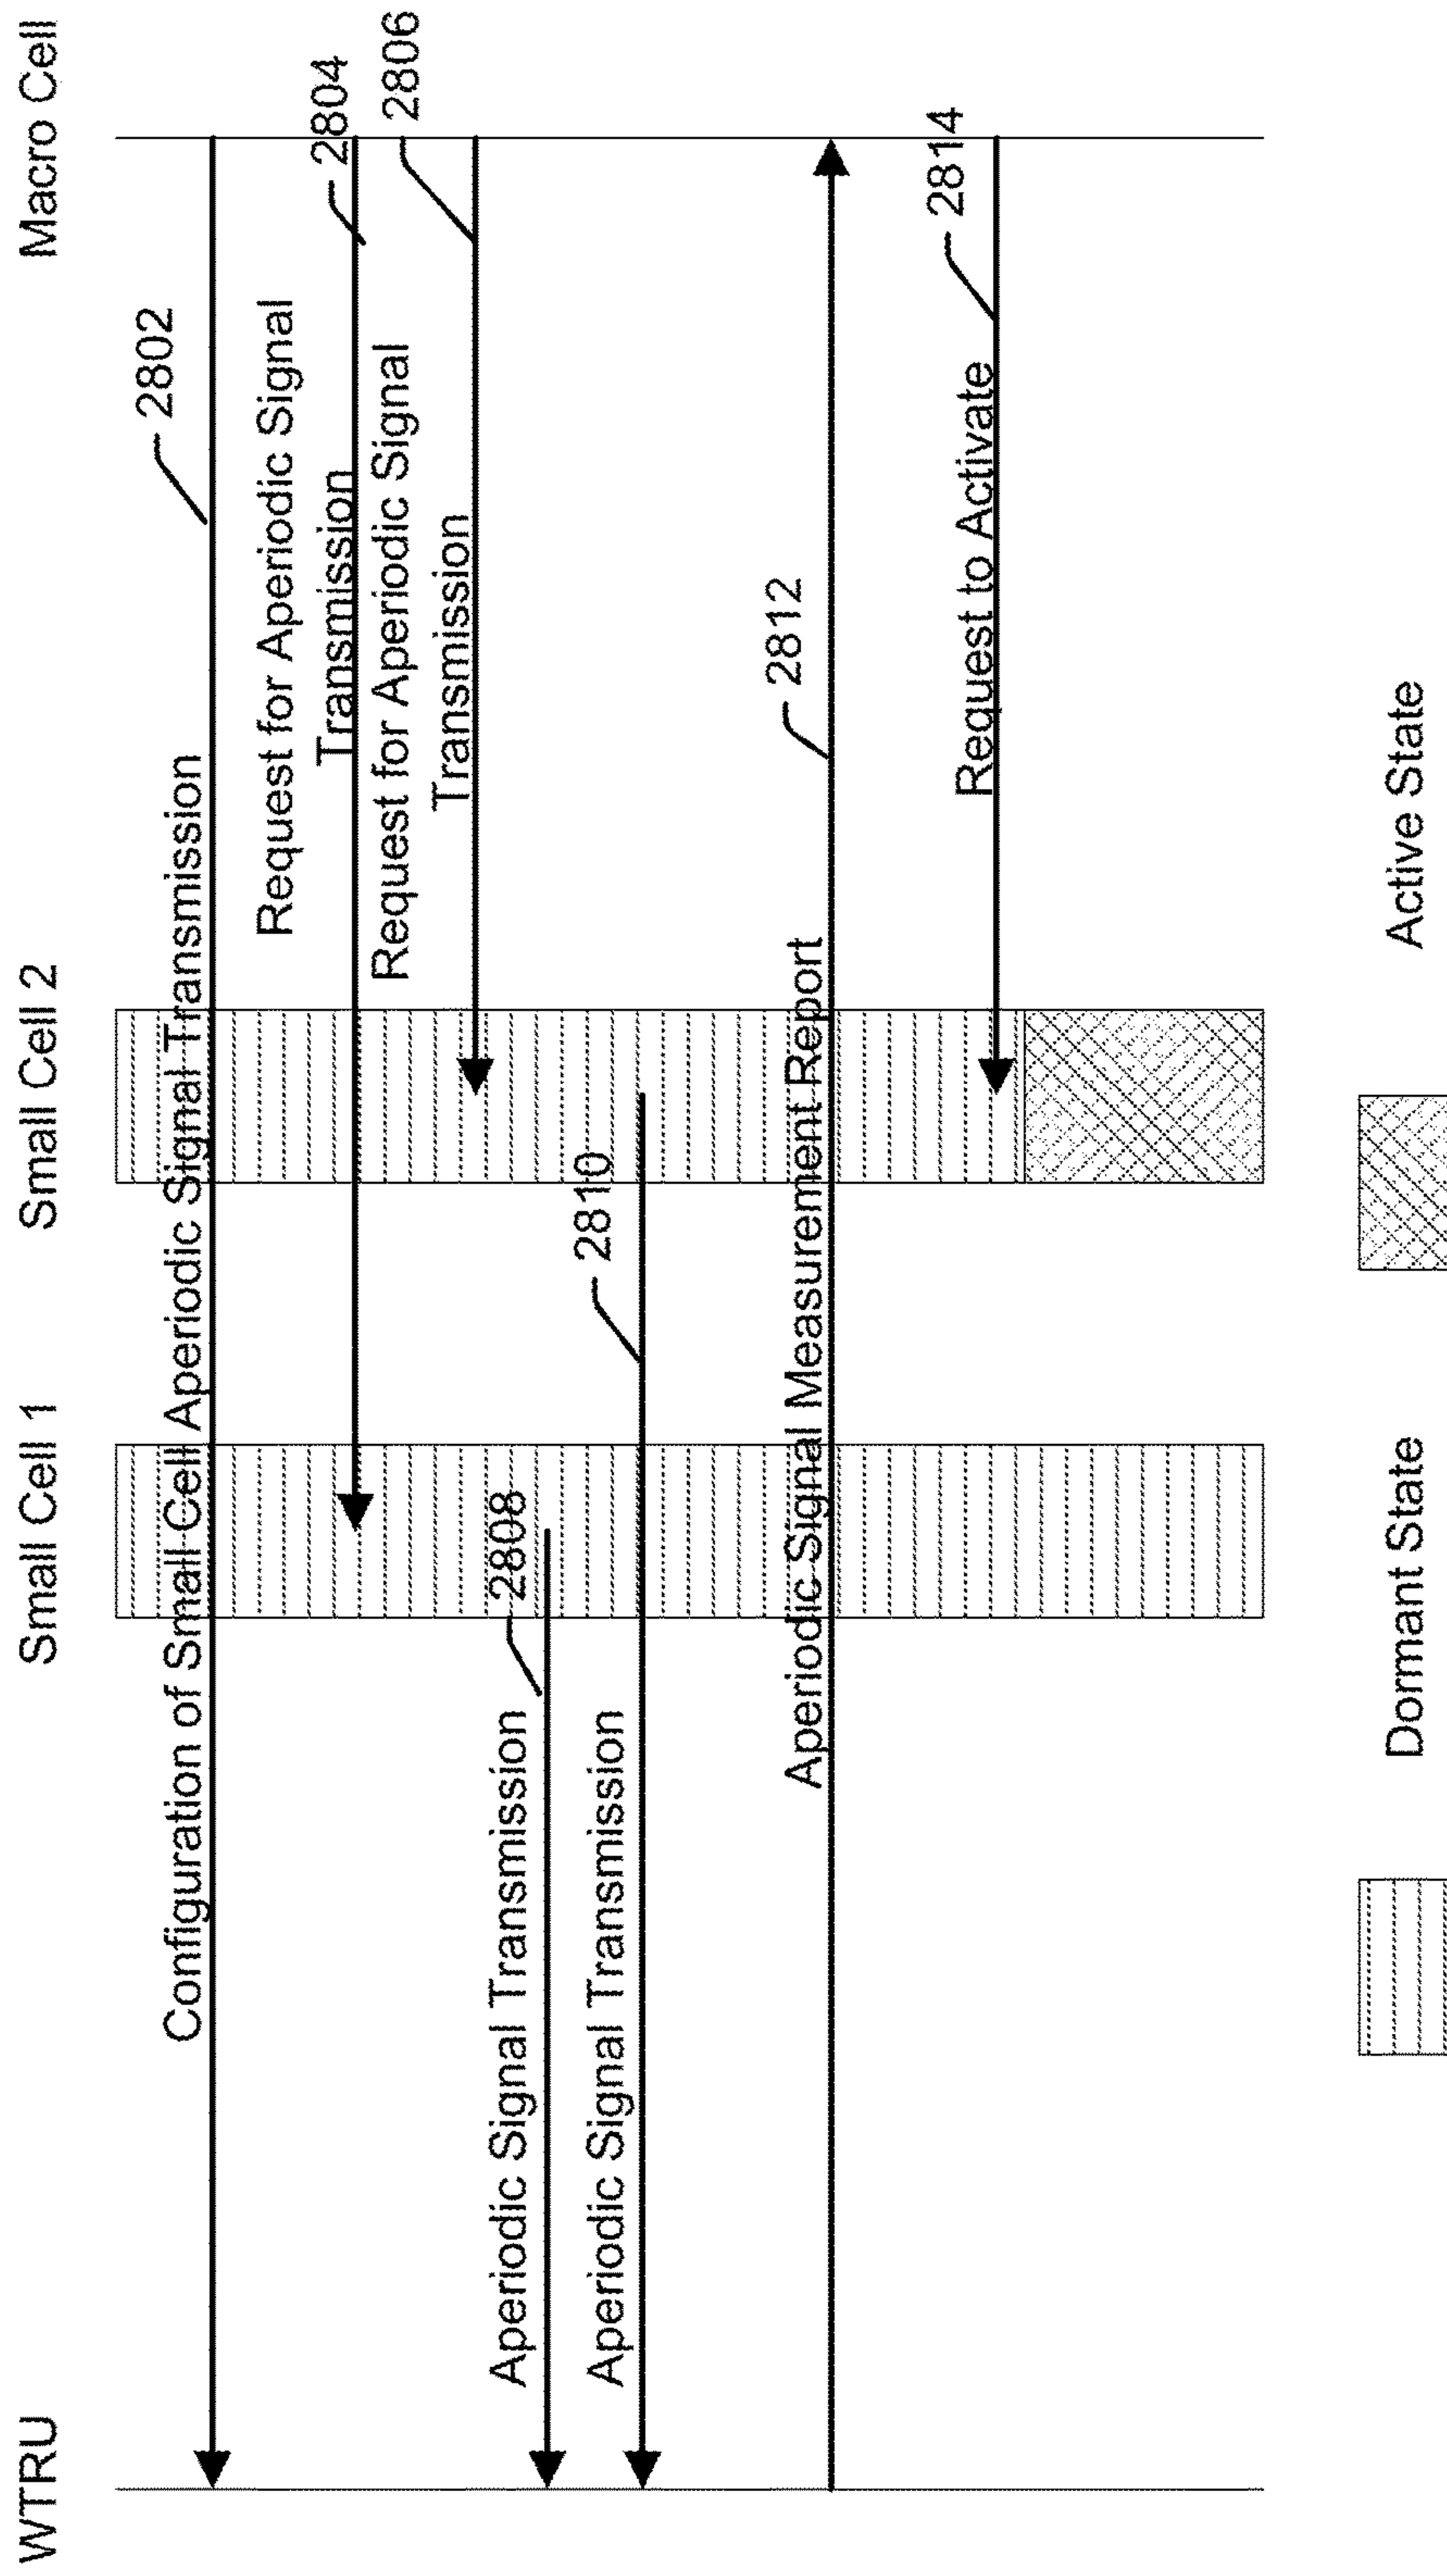 WTRU
Small Cell 1
Small Cell 2
Macro Cell
2802
Configuration of Small Cell Aperiodic Signal Transmission
2804
Request for Aperiodic Signal
Transmission
2806
Request for Aperiodic Signal
Transmission
2808
Aperiodic Signal Transmission
2810
Aperiodic Signal Transmission
2812
Aperiodic Signal Measurement Report
2814
Request to Activate
Dormant State
Active State